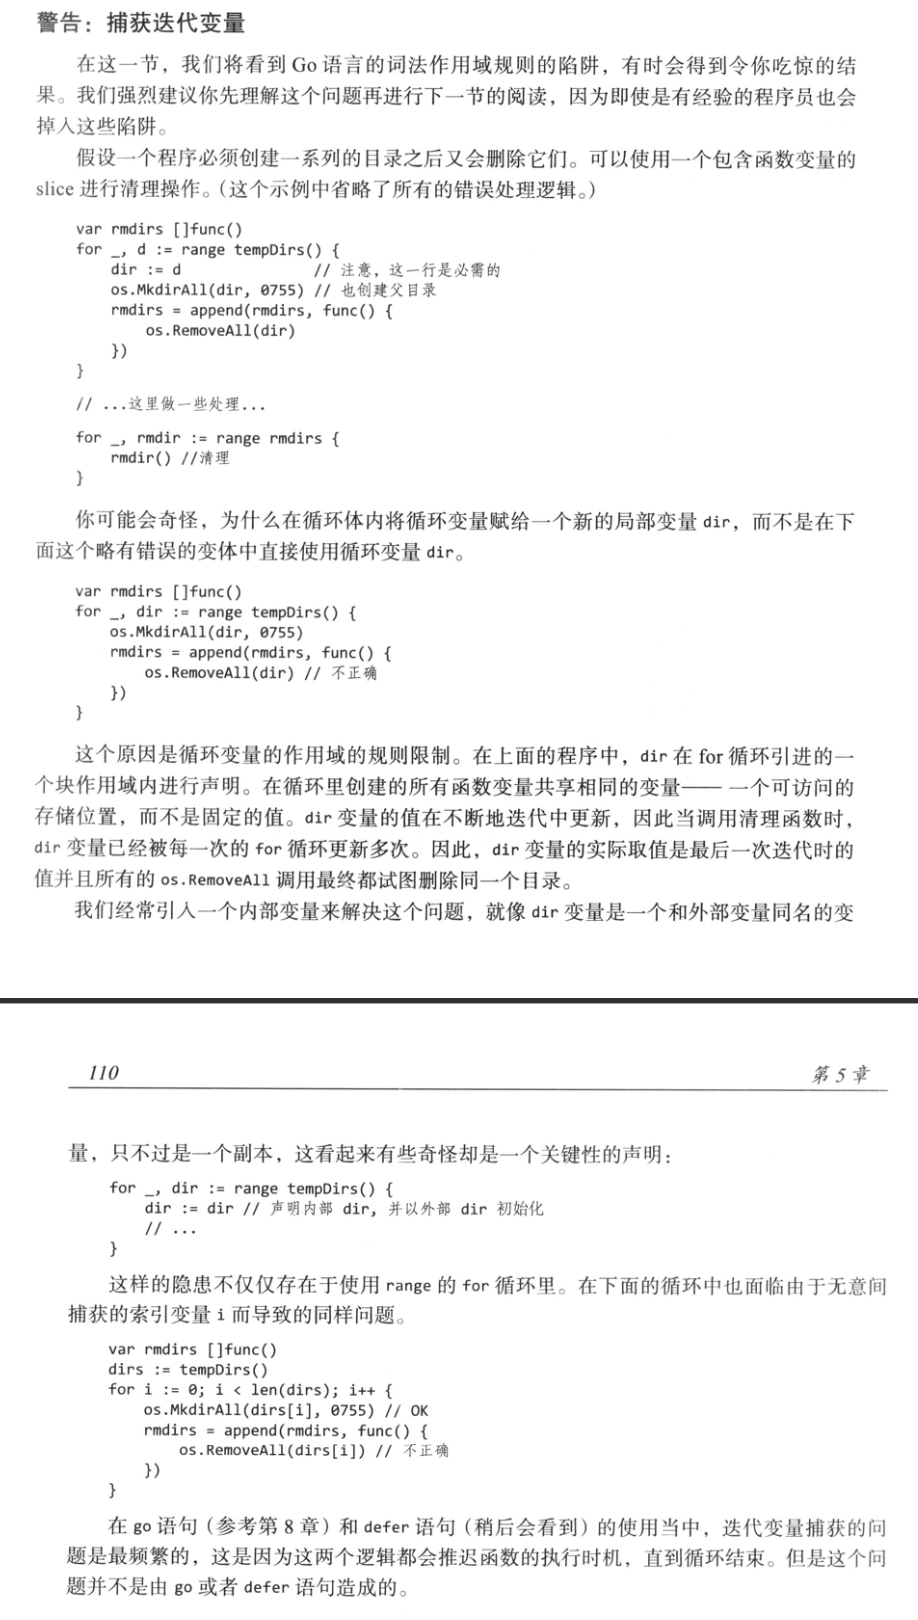 警告：捕获迭代变量
在这一节，我们将看到 Go 语言的词法作用域规则的陷阱，有时会得到令你吃惊的结
果。我们强烈建议你先理解这个问题再进行下一节的阅读，因为即使是有经验的程序员也会
掉入这些陷阱。
假设一个程序必须创建一系列的目录之后又会删除它们。可以使用一个包含函数变量的
slice 进行清理操作。（这个示例中省略了所有的错误处理逻辑。）
var rmdirs []func()
for _, d := range tempDirs() {
    dir := d // 注意，这一行是必需的
    os.MkdirAll(dir, 0755) // 也创建父目录
    rmdirs = append(rmdirs, func() {
        os.RemoveAll(dir)
    })
}
// ...这里做一些处理...
for _, rmdir := range rmdirs {
    rmdir() //清理
}
你可能会奇怪，为什么在循环体内将循环变量赋给一个新的局部变量 dir，而不是在下
面这个略有错误的变体中直接使用循环变量 dir。
var rmdirs []func()
for _, dir := range tempDirs() {
    os.MkdirAll(dir, 0755)
    rmdirs = append(rmdirs, func() {
        os.RemoveAll(dir) // 不正确
    })
}
这个原因是循环变量的作用域的规则限制。在上面的程序中，dir 在 for 循环引进的一
个块作用域内进行声明。在循环里创建的所有函数变量共享相同的变量—— 一个可访问的
存储位置，而不是固定的值。dir 变量的值在不断地迭代中更新，因此当调用清理函数时，
dir 变量已经被每一次的 for 循环更新多次。因此，dir 变量的实际取值是最后一次迭代时的
值并且所有的 os.RemoveAll 调用最终都试图删除同一个目录。
我们经常引入一个内部变量来解决这个问题，就像 dir 变量是一个和外部变量同名的变
110 第 5 章
量，只不过是一个副本，这看起来有些奇怪却是一个关键性的声明：
for _, dir := range tempDirs() {
    dir := dir // 声明内部 dir, 并以外部 dir 初始化
    // ...
}
这样的隐患不仅仅存在于使用 range 的 for 循环里。在下面的循环中也面临由于无意间
捕获的索引变量 i 而导致的同样问题。
var rmdirs []func()
dirs := tempDirs()
for i := 0; i < len(dirs); i++ {
    os.MkdirAll(dirs[i], 0755) // OK
    rmdirs = append(rmdirs, func() {
        os.RemoveAll(dirs[i]) // 不正确
    })
}
在 go 语句（参考第 8 章）和 defer 语句（稍后会看到）的使用当中，迭代变量捕获的问
题是最频繁的，这是因为这两个逻辑都会推迟函数的执行时机，直到循环结束。但是这个问
题并不是由 go 或者 defer 语句造成的。